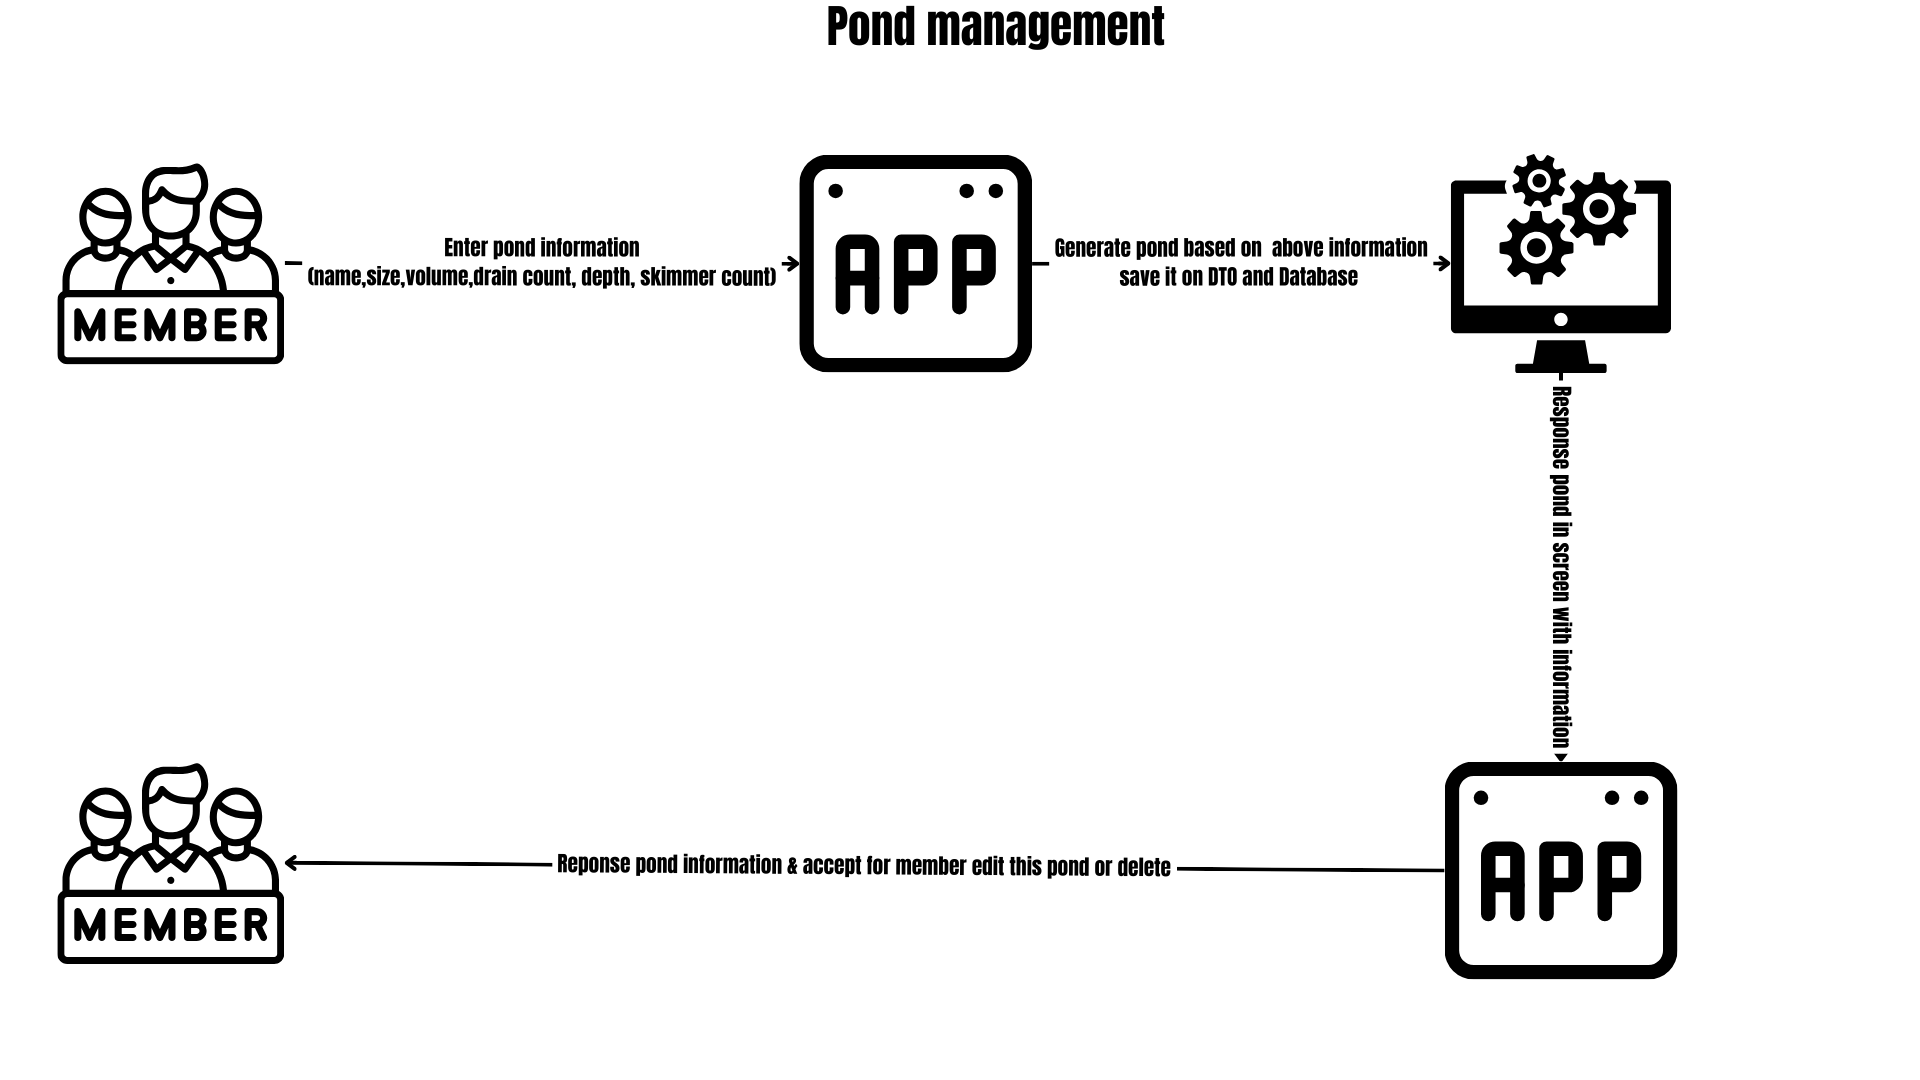 Pond management
Enter pond information
(name,size,volume,drain count, depth, skimmer count)
Generate pond based on  above information
save it on DTO and Database
APP
MEMBER
Response pond in screen with information
Reponse pond information & accept for member edit this pond or delete
APP
MEMBER